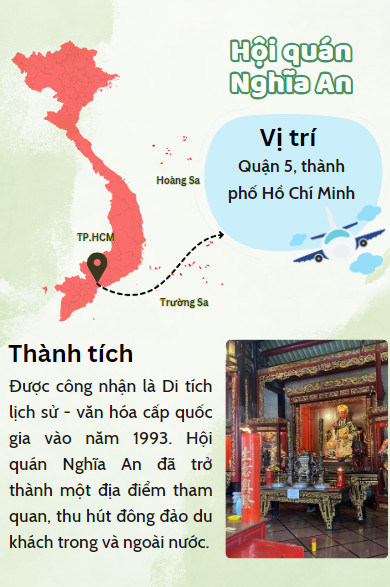 Hội quán
Nghĩa An
Vị trí
Quận 5, thành
phố Hồ Chí Minh
Hoàng Sa
TP.HCM
Trường Sa
Thành tích
Được công nhận là Di tích
lịch sử - văn hóa cấp quốc
gia vào năm 1993. Hội
quán Nghĩa An đã trở
thành một địa điểm tham
quan, thu hút đông đảo du
khách trong và ngoài nước.